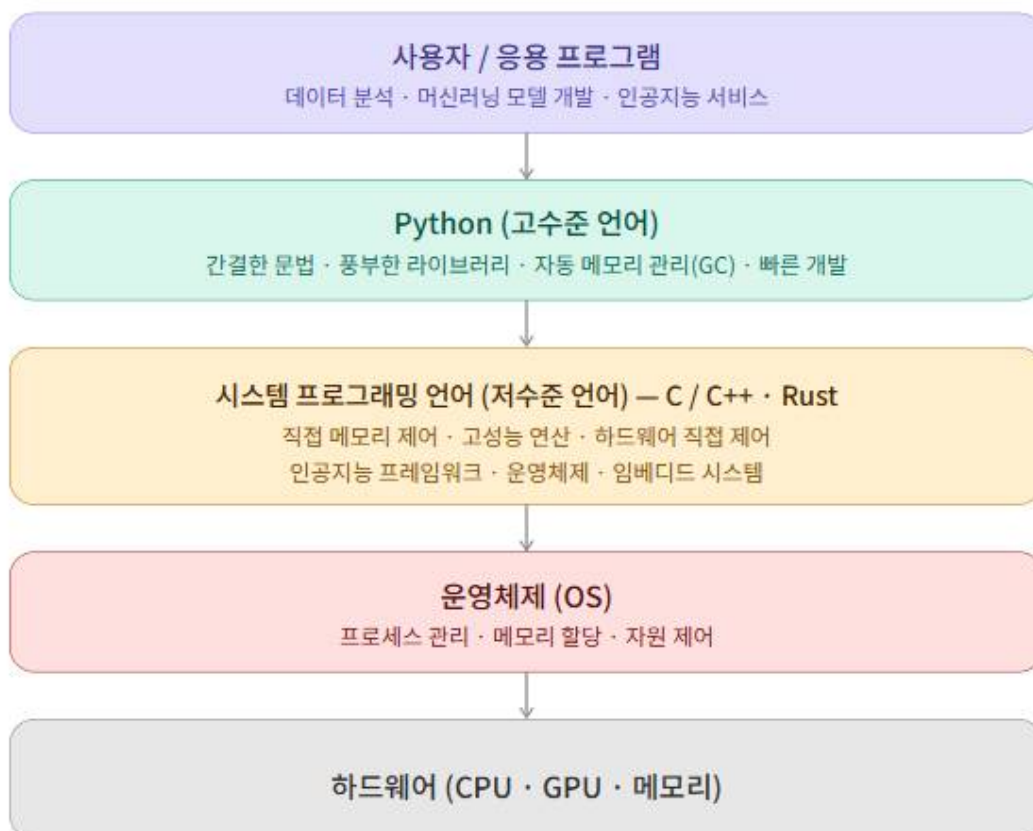 사용자 / 응용 프로그램
데이터 분석 · 머신러닝 모델 개발 · 인공지능 서비스
Python (고수준 언어)
간결한 문법 · 풍부한 라이브러리 · 자동 메모리 관리(GC) · 빠른 개발
시스템 프로그래밍 언어 (저수준 언어) — C / C++ · Rust
직접 메모리 제어 · 고성능 연산 · 하드웨어 직접 제어
인공지능 프레임워크 · 운영체제 · 임베디드 시스템
운영체제 (OS)
프로세스 관리 · 메모리 할당 · 자원 제어
하드웨어 (CPU · GPU · 메모리)